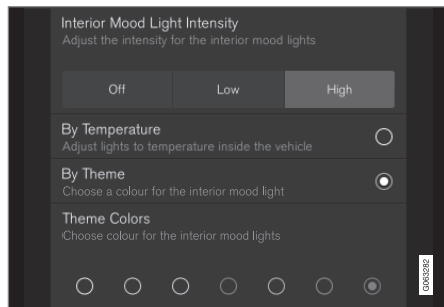 Interior Mood Light Intensity
Adjust the intensity for the interior mood lights
Off Low High
By Temperature
Adjust lights to temperature inside the vehicle
By Theme
Choose a colour for the interior mood light
Theme Colors
Choose colour for the interior mood lights
G063282